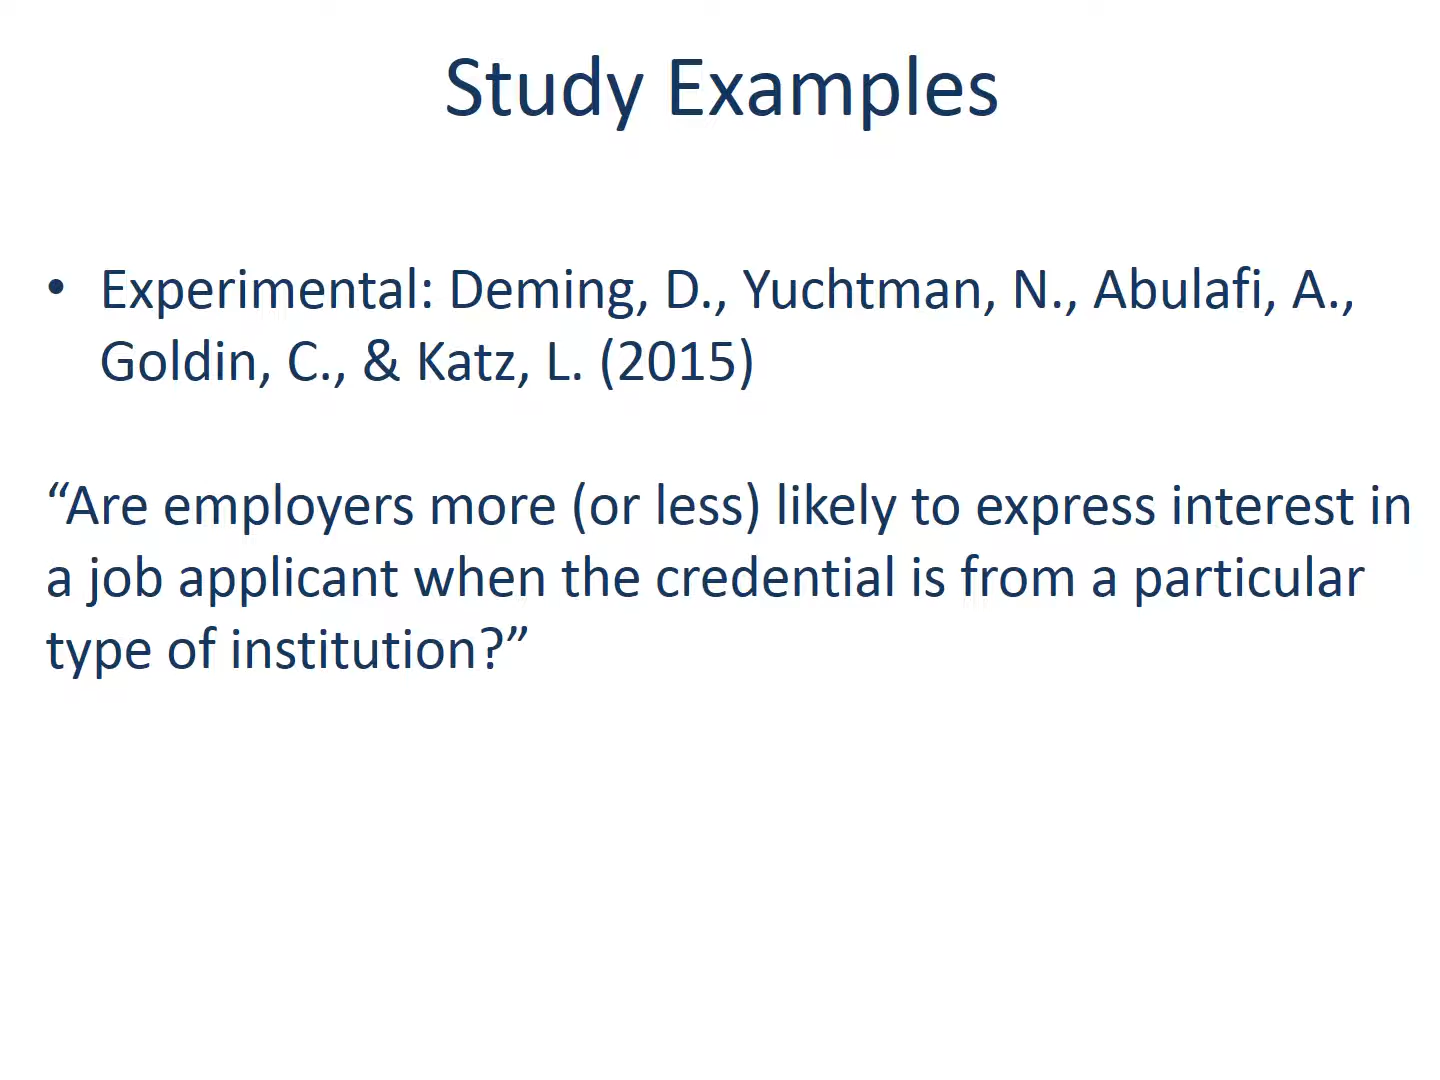 Study Examples
• Experimental: Deming, D., Yuchtman, N., Abulafi, A.,
Goldin, C., & Katz, L. (2015)
“Are employers more (or less) likely to express interest in
a job applicant when the credential is from a particular
type of institution?”